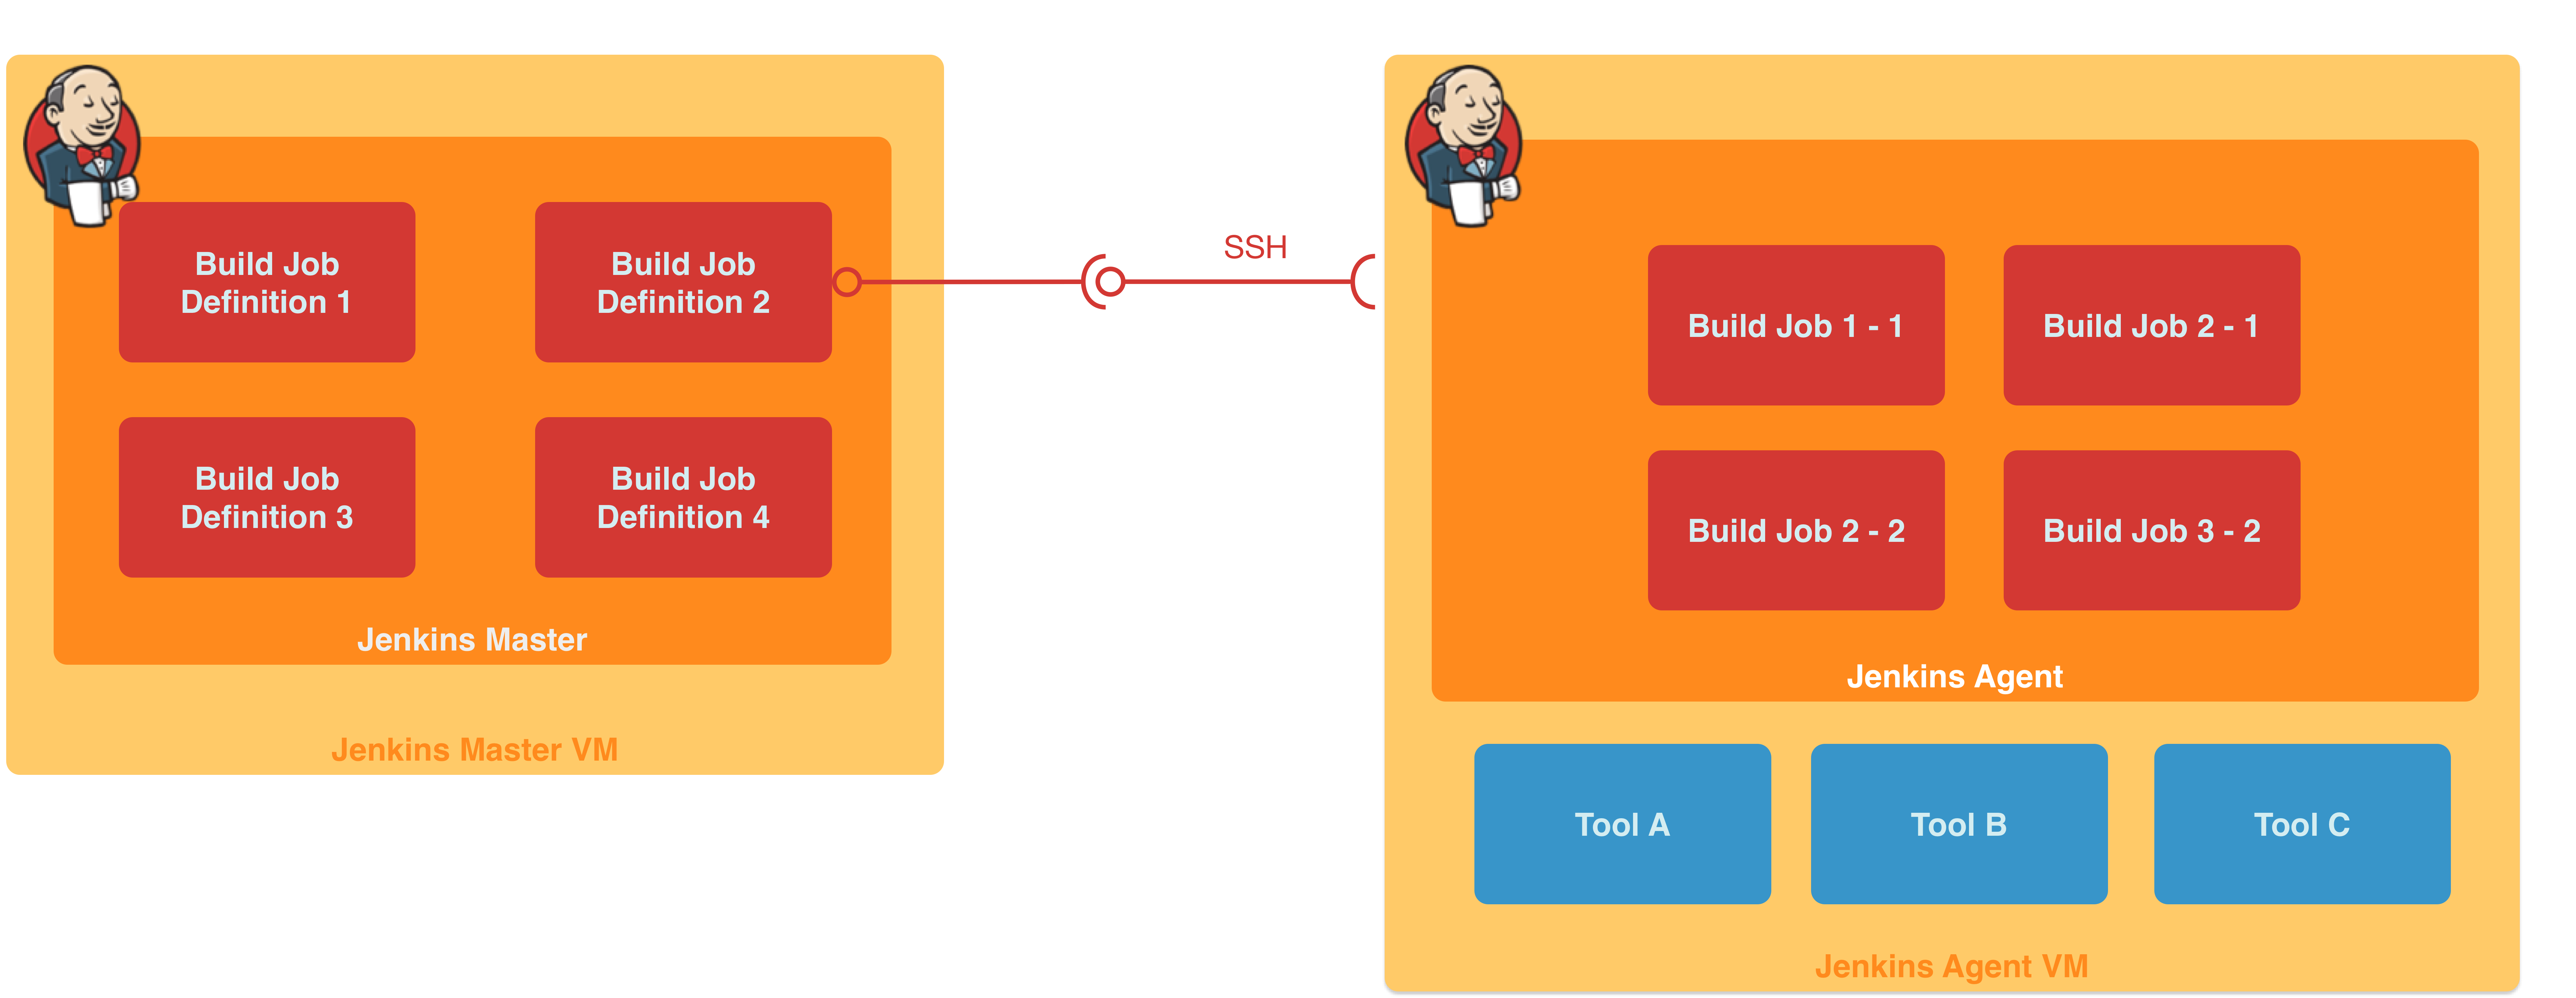 Build Job
Definition 1
Build Job
Definition 2
Build Job
Definition 3
Build Job
Definition 4
Jenkins Master
Jenkins Master VM
SSH
Build Job 1 - 1
Build Job 2 - 1
Build Job 2 - 2
Build Job 3 - 2
Jenkins Agent
Tool A
Tool B
Tool C
Jenkins Agent VM